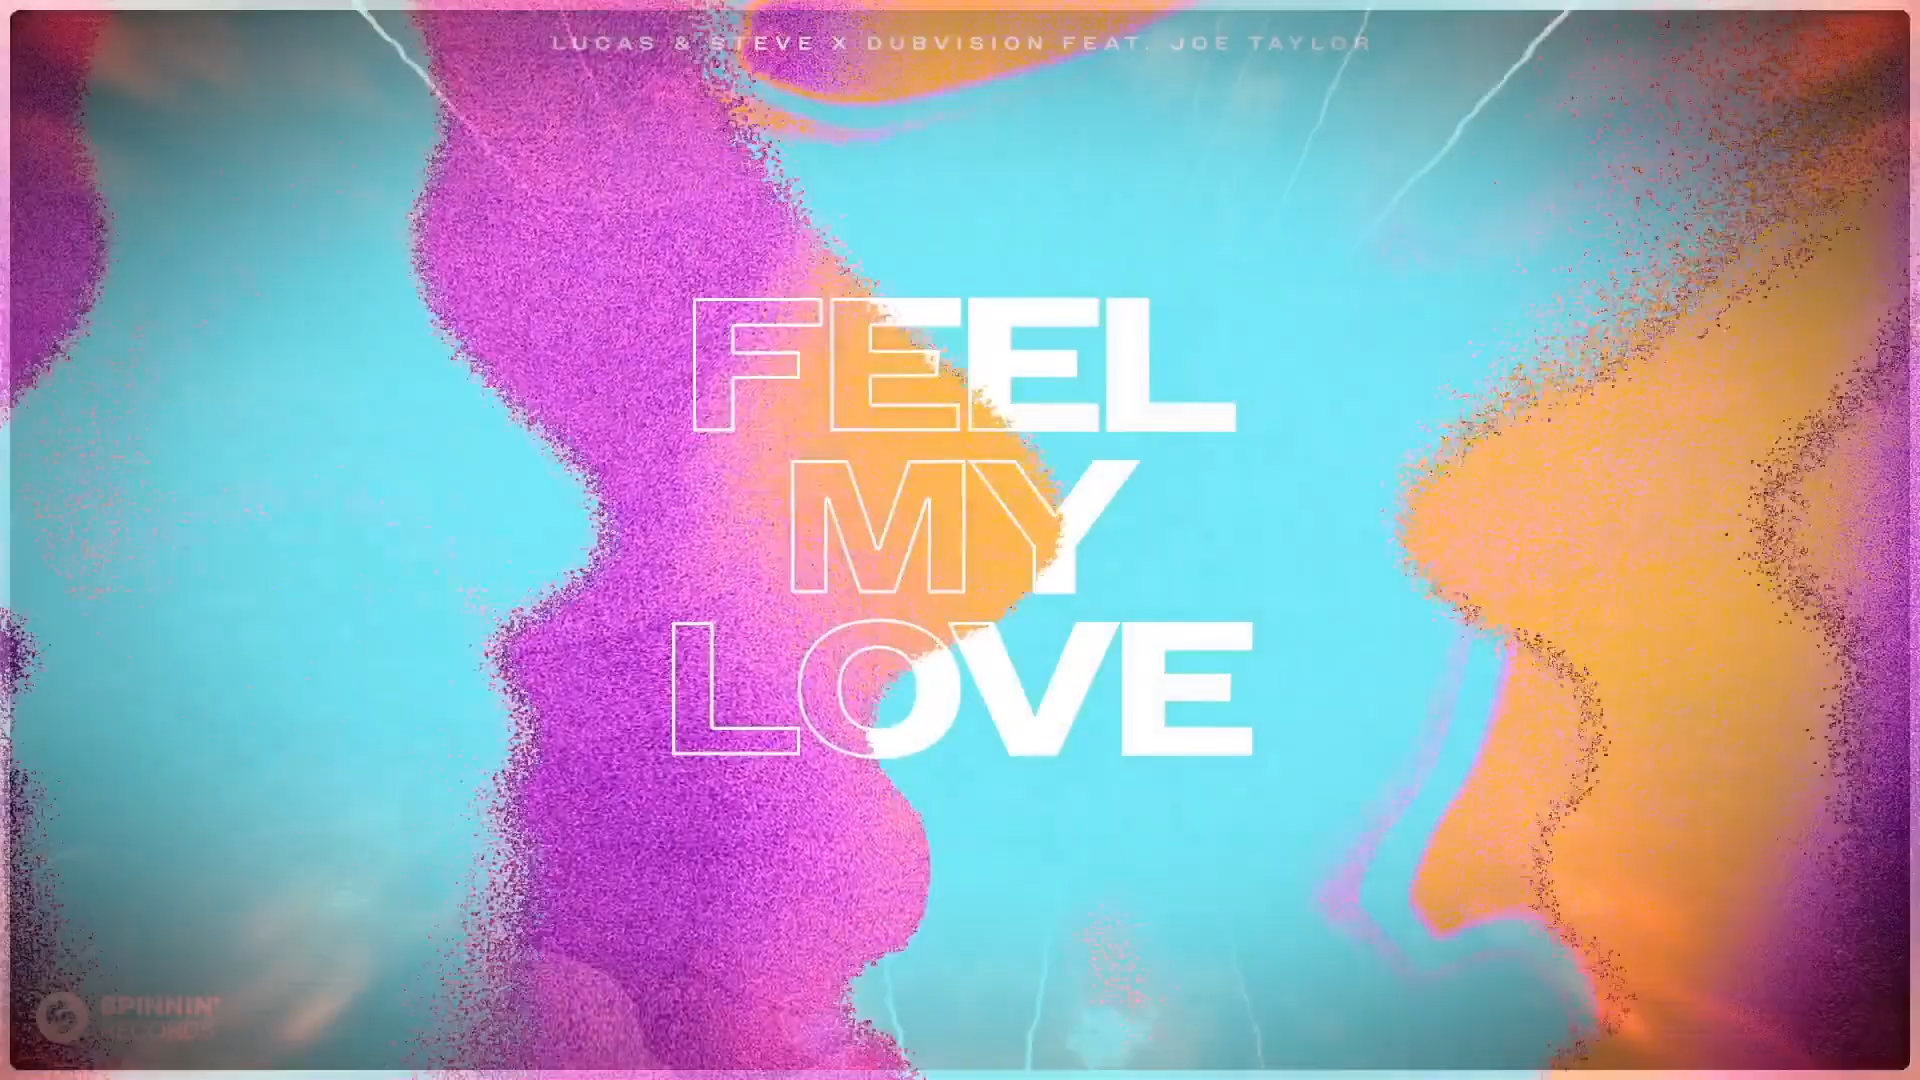 LUCAS & STEVE X DUBVISION FEAT. JOE TAYLOR
FEEL
MY
LOVE
SPINNIN'
RECORDS